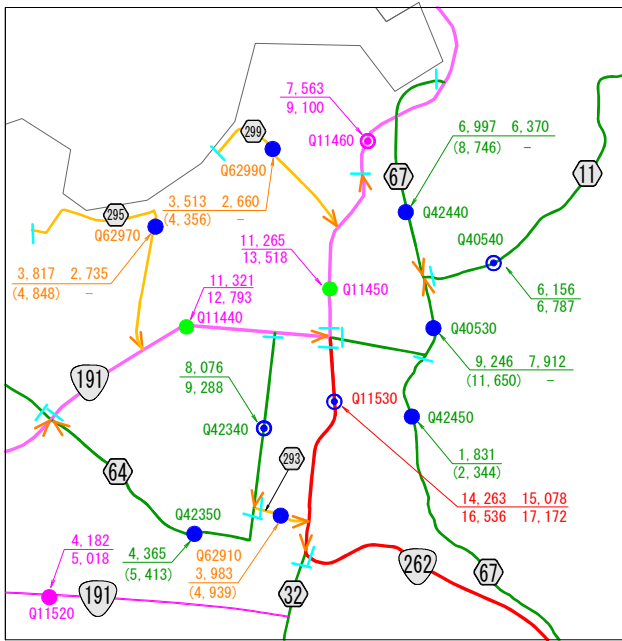 7,563
9,100
Q11460
299
Q62990
6,997 6,370
(8,746) －
67
11
Q42440
3,513 2,660
(4,356) －
295
Q62970
Q40540
11,265
13,518
3,817 2,735
(4,848) －
6,156
6,787
Q11450
11,321
12,793
Q11440
Q40530
9,246 7,912
(11,650) －
8,076
9,288
191
Q11530
Q42450
1,831
(2,344)
Q42340
293
64
14,263 15,078
16,536 17,172
Q42350
4,365
(5,413)
Q62910
3,983
(4,939)
4,182
5,018
262
67
191
32
Q11520